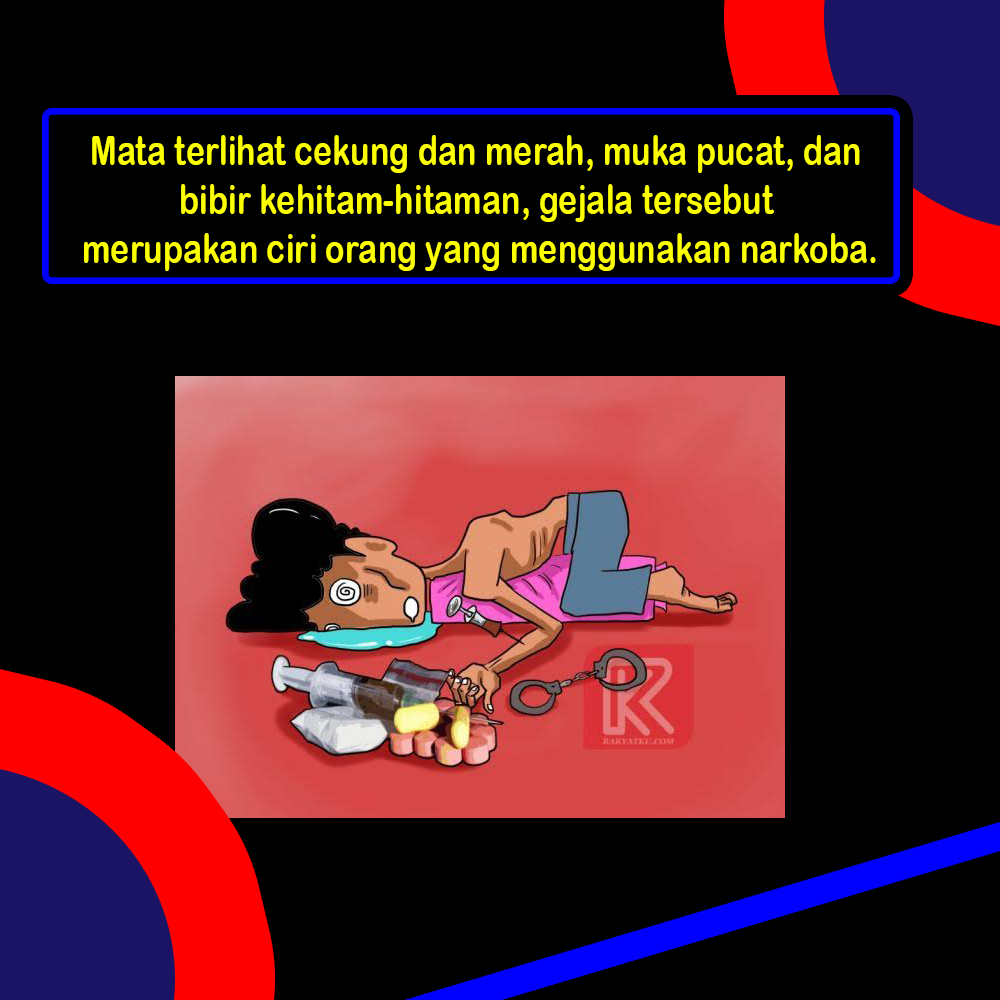 Mata terlihat cekung dan merah, muka pucat, dan
bibir kehitam-hitaman, gejala tersebut
merupakan ciri orang yang menggunakan narkoba.
R
RAKYATKU.COM